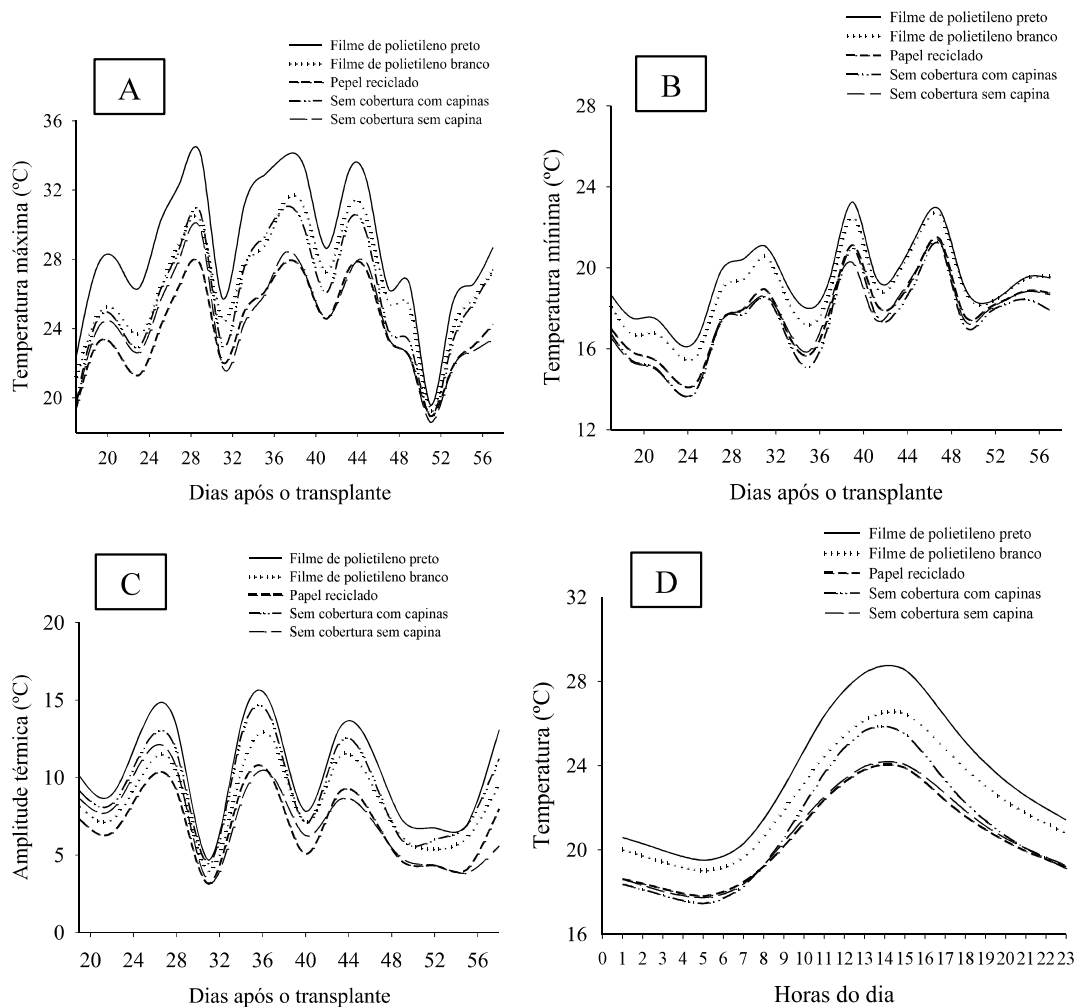 A
Filme de polietileno preto
Filme de polietileno branco
Pepel reciclado
Sem cobertura com capinas
Sem cobertura sem capina
Temperatura máxima (ºC)
36
32
28
24
20
20 24 28 32 36 40 44 48 52 56
Dias após o transplante
B
Filme de polietileno preto
Filme de polietileno branco
Papel reciclado
Sem cobertura com capinas
Sem cobertura sem capina
Temperatura mínima (ºC)
28
24
20
16
12
20 24 28 32 36 40 44 48 52 56
Dias após o transplante
C
Filme de polietileno preto
Filme de polietileno branco
Papel reciclado
Sem cobertura com capinas
Sem cobertura sem capina
Amplitude térmica (ºC)
20
15
10
5
0
20 24 28 32 36 40 44 48 52 56
Dias após o transplante
D
Filme de polietileno preto
Filme de polietileno branco
Papel reciclado
Sem cobertura com capinas
Sem cobertura sem capina
Temperatura (ºC)
32
28
24
20
16
0 1 2 3 4 5 6 7 8 9 10 11 12 13 14 15 16 17 18 19 20 21 22 23
Horas do dia